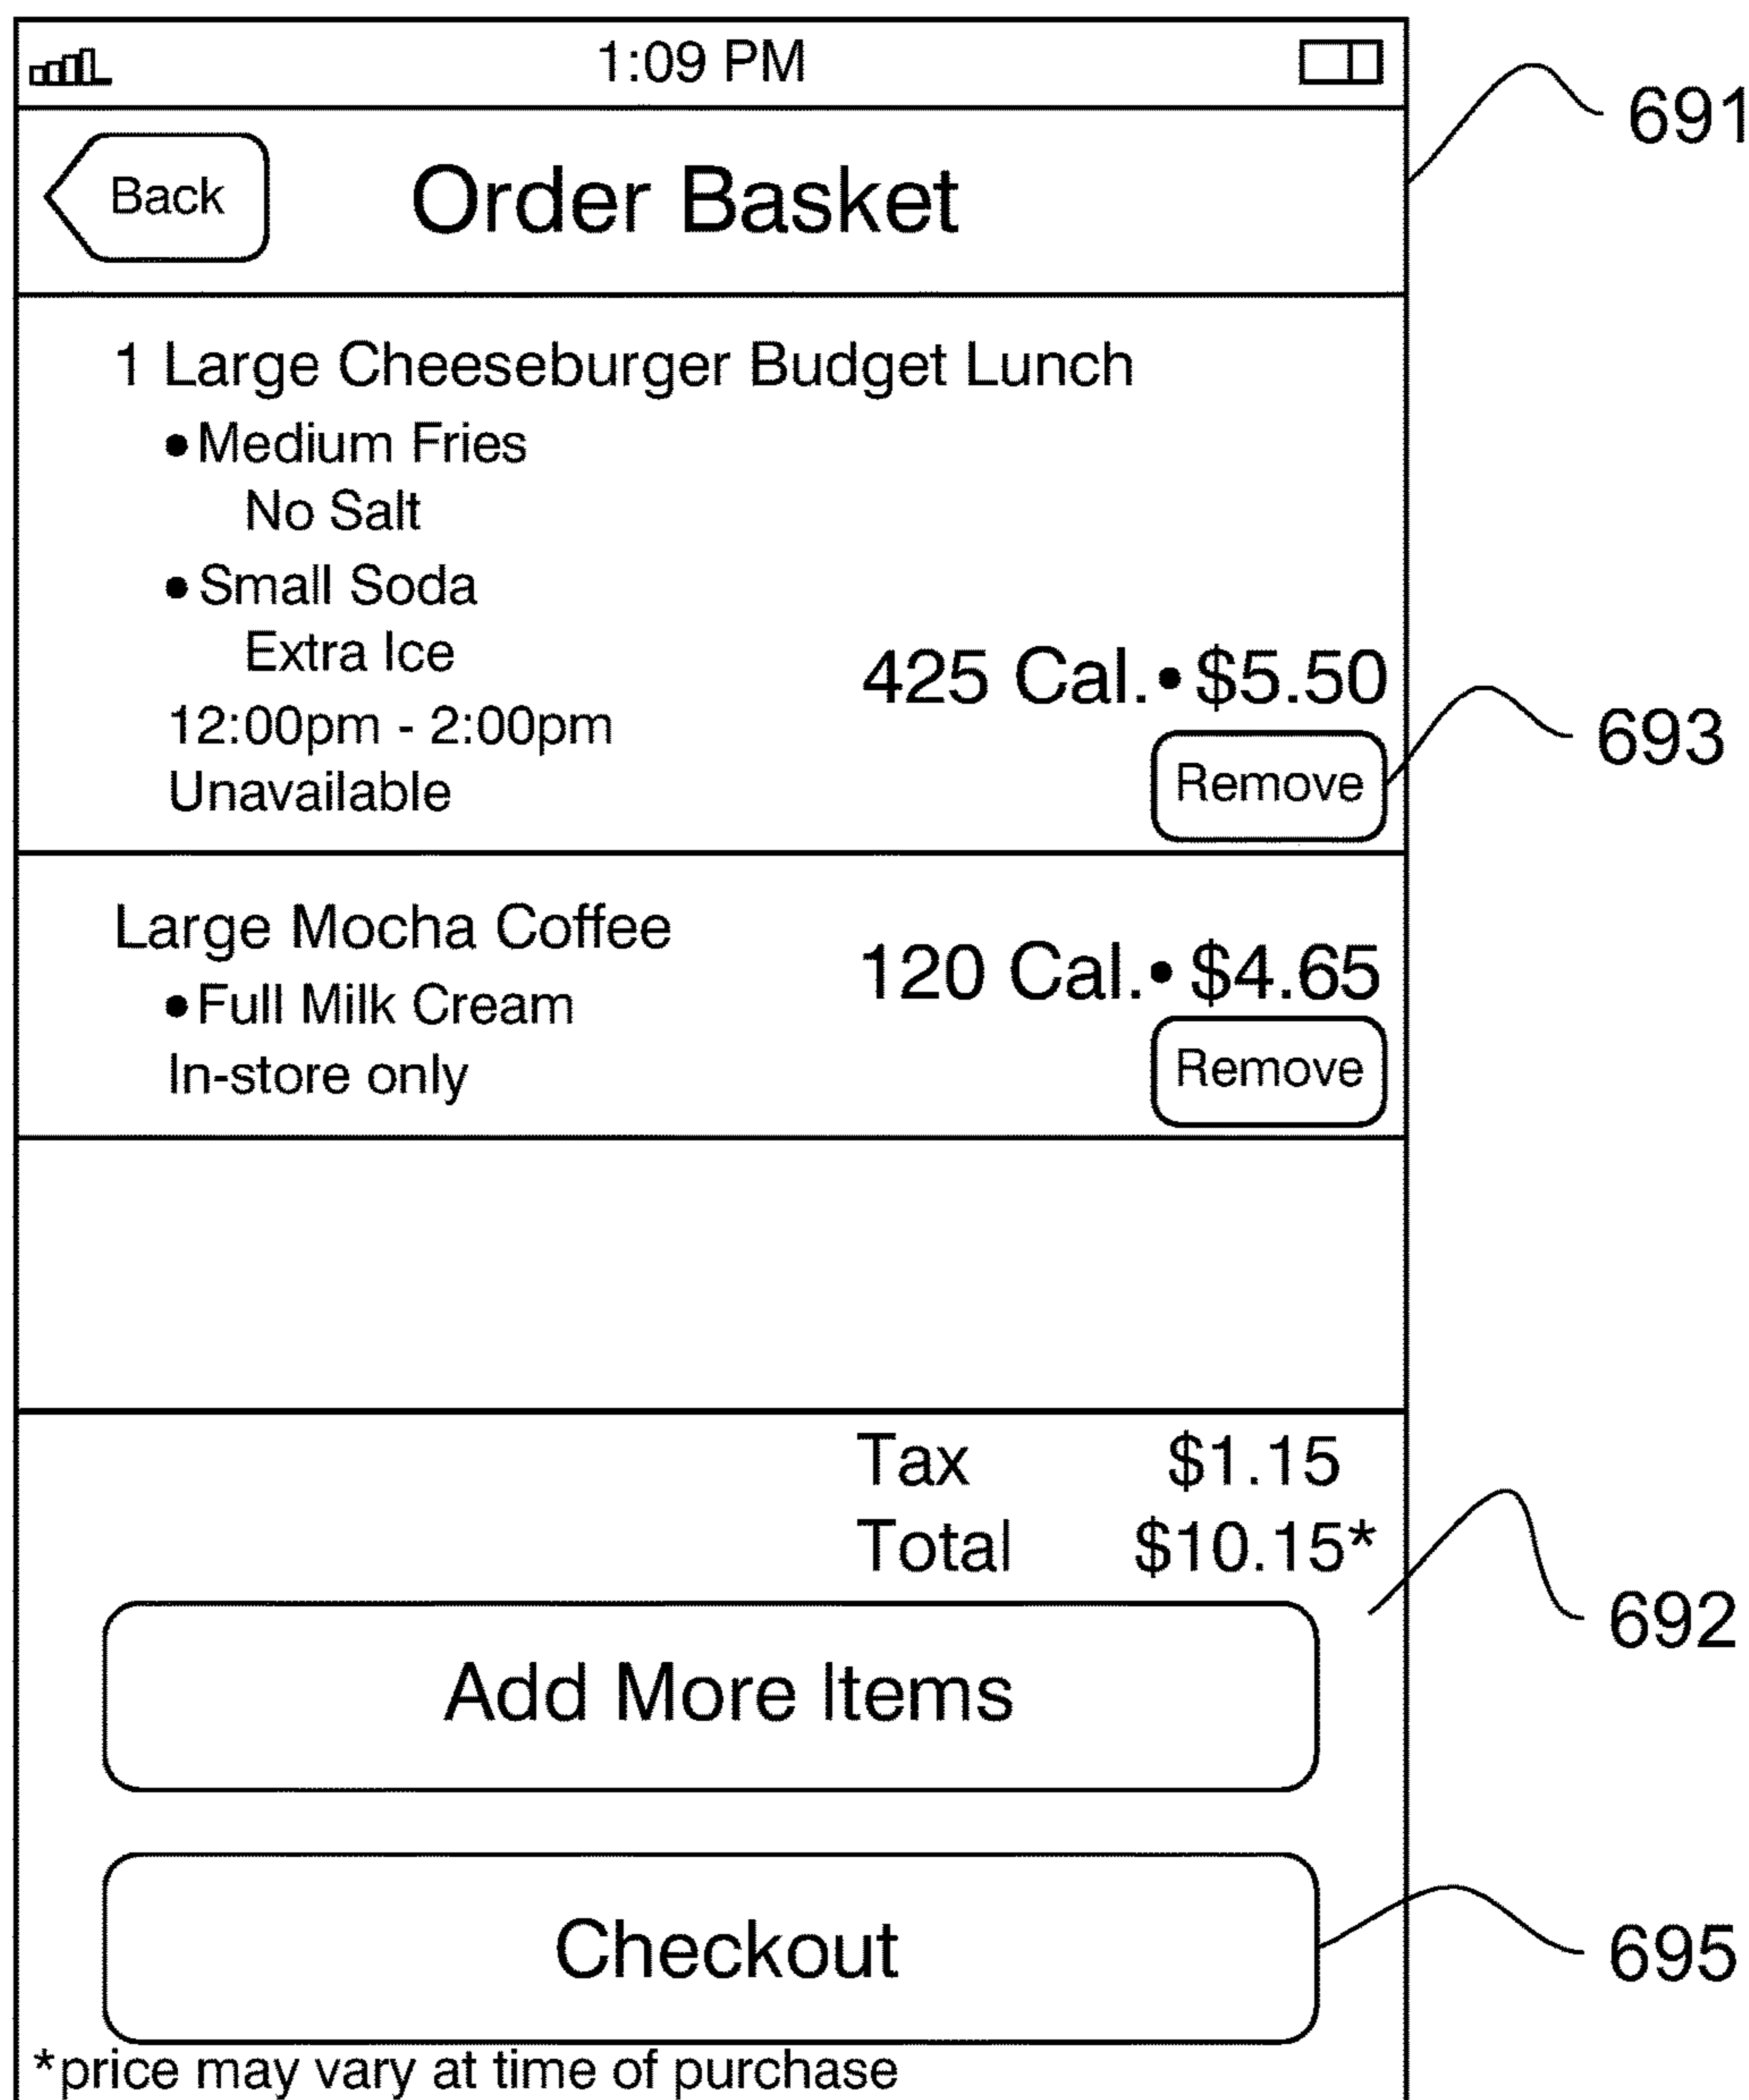 1:09 PM
691
Back
Order Basket
1 Large Cheeseburger Budget Lunch
•Medium Fries
No Salt
•Small Soda
Extra Ice
425 Cal.•$5.50
12:00pm - 2:00pm
693
Unavailable
Remove
Large Mocha Coffee
120 Cal.•$4.65
•Full Milk Cream
In-store only
Remove
Tax $1.15
Total $10.15*
692
Add More Items
Checkout
695
*price may vary at time of purchase